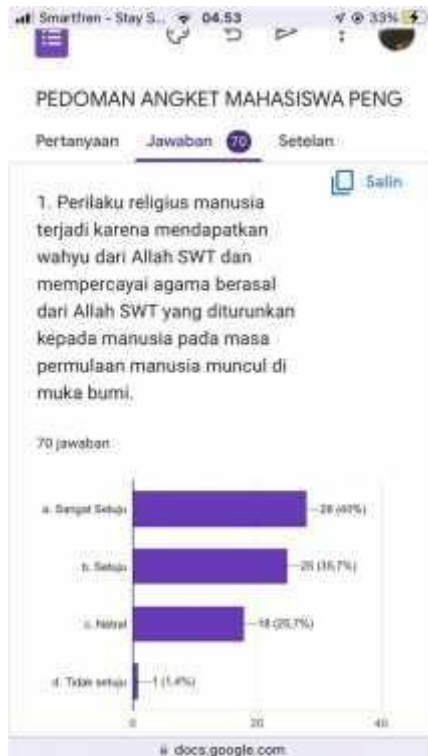 Smartfren - Stay S... 04.53 33%
PEDOMAN ANGKET MAHASISWA PENG
Pertanyaan Jawaban 70 Setelan
Salin
1. Perilaku religius manusia
terjadi karena mendapatkan
wahyu dari Allah SWT dan
mempercayai agama berasal
dari Allah SWT yang diturunkan
kepada manusia pada masa
permulaan manusia muncul di
muka bumi.
70 jawaban
a. Sangat Setuju 28 (40%)
b. Setuju 25 (35,7%)
c. Netral 18 (25,7%)
d. Tidak setuju 1 (1,4%)
0 20 40
docs.google.com